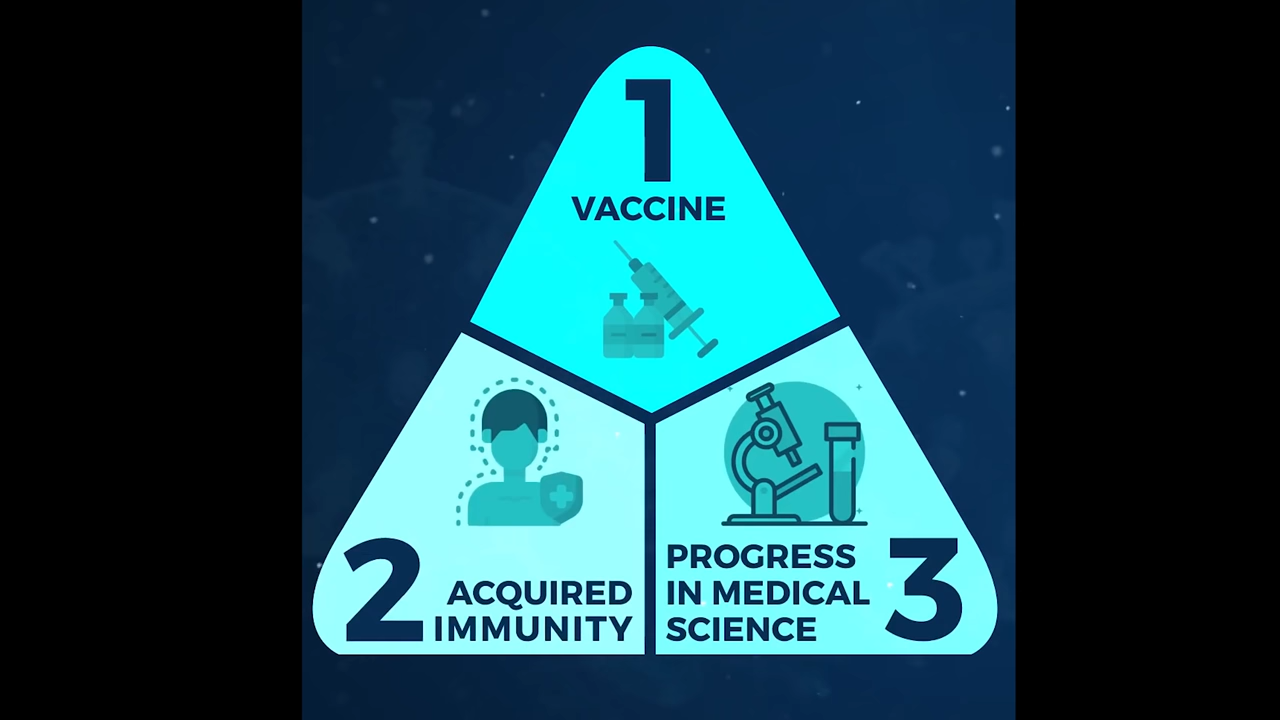 1
VACCINE
2
ACQUIRED
IMMUNITY
PROGRESS
IN MEDICAL
SCIENCE
3